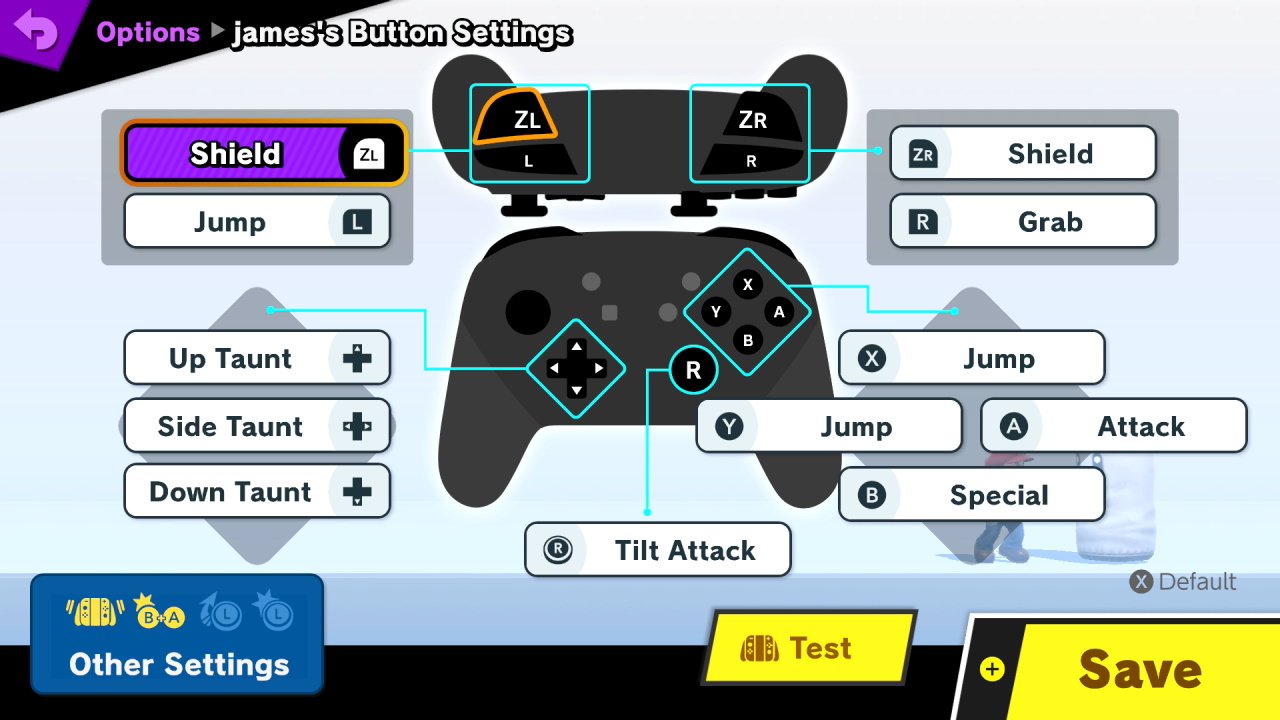 Options ▶ james's Button Settings
ZL
L
ZR
R
Shield ZL
Jump L
ZR Shield
R Grab
X
Y A
B
R
Up Taunt
Side Taunt
Down Taunt
X Jump
Y Jump
A Attack
B Special
R Tilt Attack
X Default
B+A L L
Other Settings
Test
+ Save